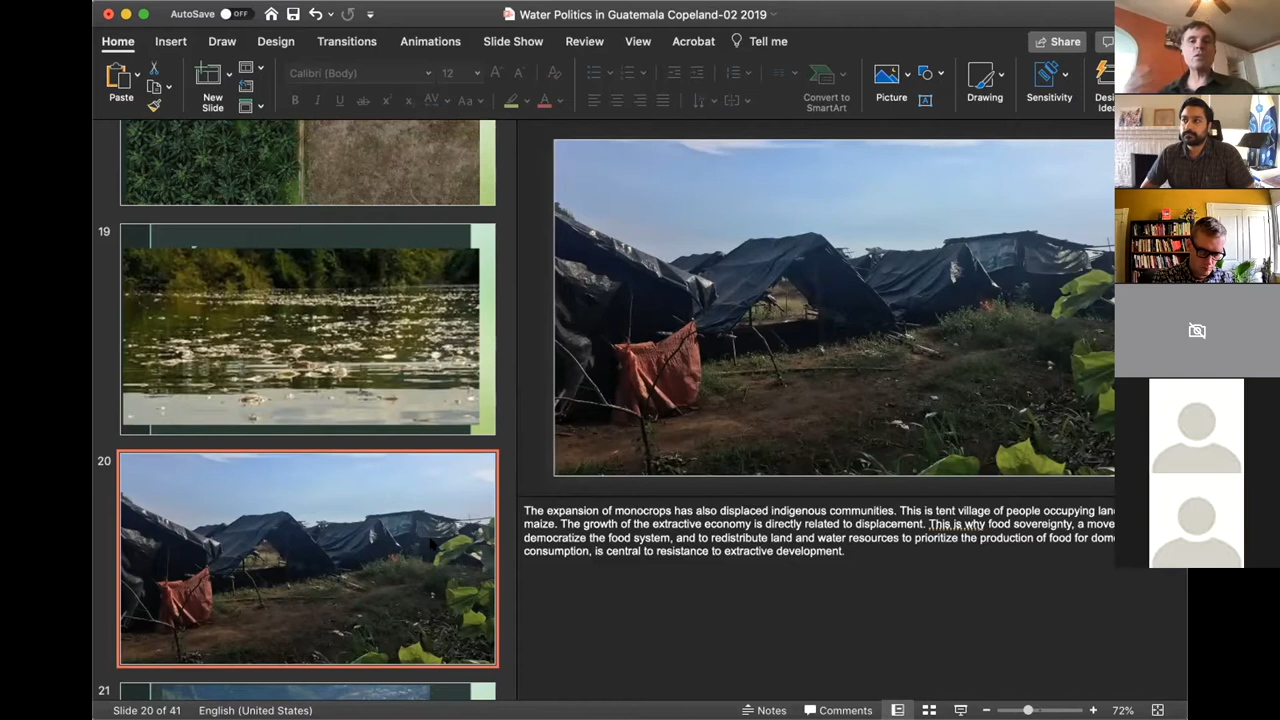 AutoSave OFF
Water Politics in Guatemala Copeland-02 2019
Home Insert Draw Design Transitions Animations Slide Show Review View Acrobat Tell me
Share
Paste
New
Slide
Calibri (Body) 12
Convert to
SmartArt
Picture
Drawing
Sensitivity
19
20
21
The expansion of monocrops has also displaced indigenous communities. This is tent village of people occupying
maize. The growth of the extractive economy is directly related to displacement. This is why food sovereignty, a
democratize the food system, and to redistribute land and water resources to prioritize the production of food for
consumption, is central to resistance to extractive development.
Slide 20 of 41
English (United States)
Notes
Comments
72%